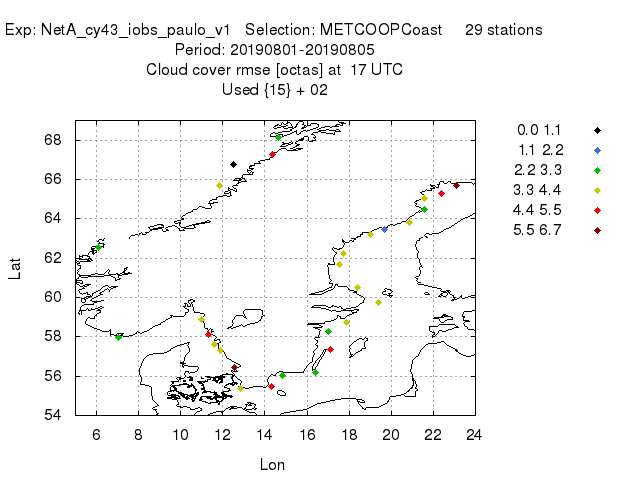 Exp: NetA_cy43_iobs_paulo_v1 Selection: METCOOPCoast 29 stations
Period: 20190801-20190805
Cloud cover rmse [octas] at 17 UTC
Used {15} + 02
0.0 1.1
1.1 2.2
2.2 3.3
3.3 4.4
4.4 5.5
5.5 6.7
68
66
64
62
60
58
56
54
Lat
6 8 10 12 14 16 18 20 22 24
Lon